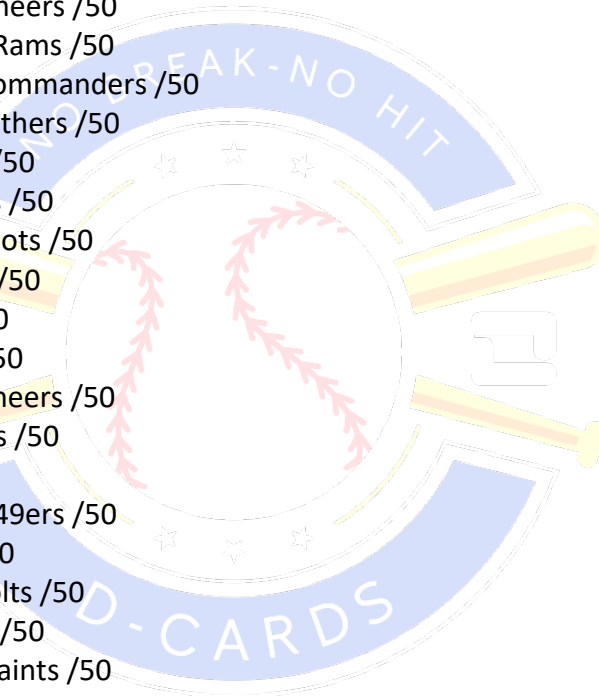 neers /50
Rams /50
ommanders /50
thers /50
/50
s /50
ots /50
/50
0
50
neers /50
s /50
49ers /50
0
lts /50
/50
aints /50
NO BREAK-NO HIT
D-CARDS